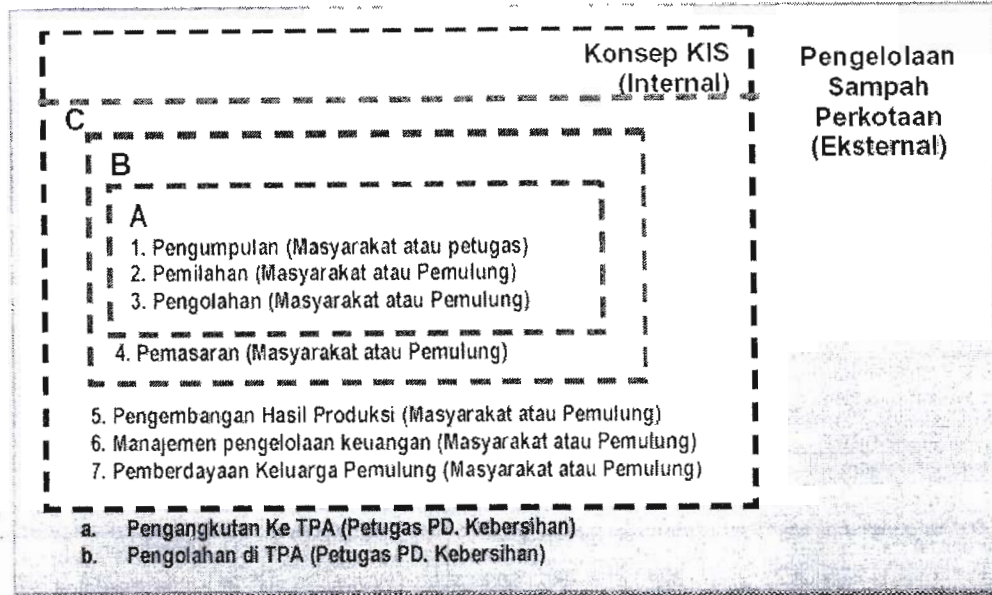 Konsep KIS
(Internal)
Pengelolaan
Sampah
Perkotaan
(Eksternal)
C
B
A
1. Pengumpulan (Masyarakat atau petugas)
2. Pemilahan (Masyarakat atau Pemulung)
3. Pengolahan (Masyarakat atau Pemulung)
4. Pemasaran (Masyarakat atau Pemulung)
5. Pengembangan Hasil Produksi (Masyarakat atau Pemulung)
6. Manajemen pengelolaan keuangan (Masyarakat atau Pemulung)
7. Pemberdayaan Keluarga Pemulung (Masyarakat atau Pemulung)
a. Pengangkutan Ke TPA (Petugas PD. Kebersihan)
b. Pengolahan di TPA (Petugas PD. Kebersihan)